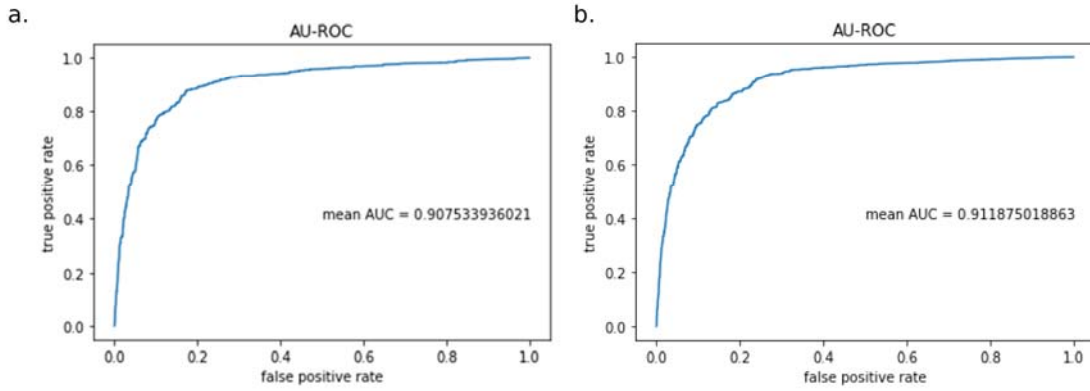 a.
AU-ROC
1.0
0.8
0.6
0.4
0.2
0.0
true positive rate
mean AUC = 0.907533936021
0.0 0.2 0.4 0.6 0.8 1.0
false positive rate
b.
AU-ROC
1.0
0.8
0.6
0.4
0.2
0.0
true positive rate
mean AUC = 0.911875018863
0.0 0.2 0.4 0.6 0.8 1.0
false positive rate